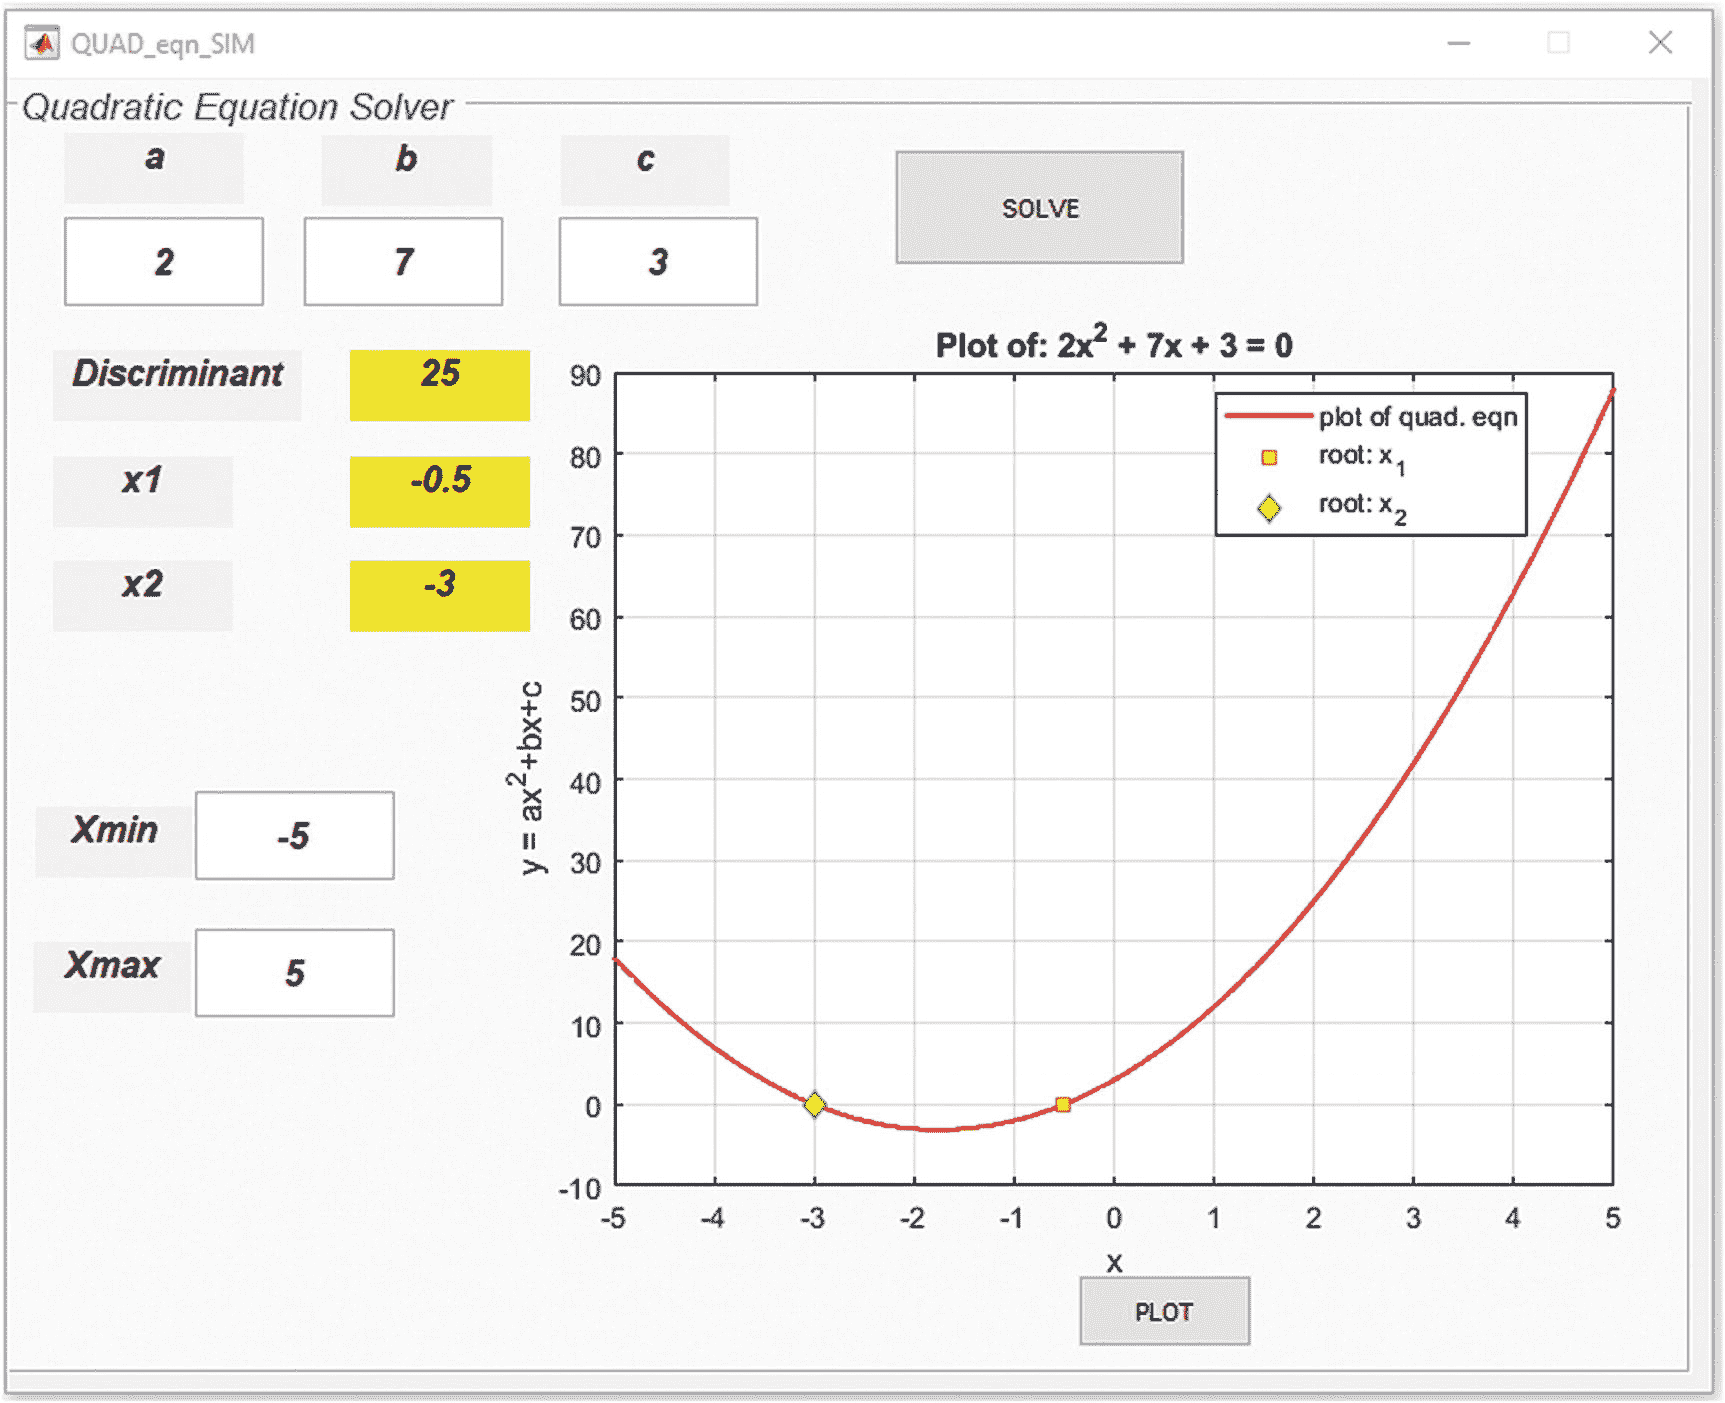 QUAD_eqn_SIM
Quadratic Equation Solver
a b c
2 7 3
SOLVE
Discriminant 25
x1 -0.5
x2 -3
Xmin -5
Xmax 5
Plot of: 2x² + 7x + 3 = 0
plot of quad. eqn
root: x₁
root: x₂
y = ax²+bx+c
90
80
70
60
50
40
30
20
10
0
-10
-5 -4 -3 -2 -1 0 1 2 3 4 5
x
PLOT